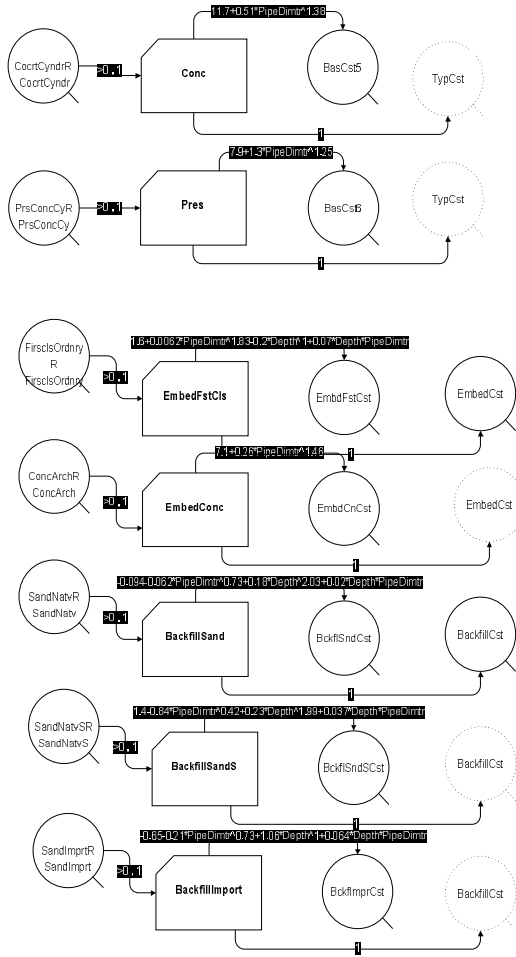 11.7+0.51*PipeDimtr^1.38
CocrtCyndrR
CocrtCyndr
>0.1
Conc
BasCst5
TypCst
1
7.9+1.3*PipeDimtr^1.25
PrsConcCyR
PrsConcCy
>0.1
Pres
BasCst6
TypCst
1
1.6+0.0062*PipeDimtr^1.83-0.2*Depth^1+0.07*Depth*PipeDimtr
FirsclsOrdnry
R
FirsclsOrdnry
>0.1
EmbedFstCls
EmbdFstCst
EmbedCst
1
7.1+0.26*PipeDimtr^1.46
ConcArchR
ConcArch
>0.1
EmbedConc
EmbdCnCst
EmbedCst
1
-0.094-0.062*PipeDimtr^0.73+0.18*Depth^2.03+0.02*Depth*PipeDimtr
SandNatvR
SandNatv
>0.1
BackfillSand
BckflSndCst
BackfillCst
1
1.4-0.84*PipeDimtr^0.42+0.23*Depth^1.99+0.037*Depth*PipeDimtr
SandNatvSR
SandNatvS
>0.1
BackfillSandS
BckflSndSCst
BackfillCst
1
-0.65-0.21*PipeDimtr^0.73+1.06*Depth^1+0.064*Depth*PipeDimtr
SandImprtR
SandImprt
>0.1
BackfillImport
BckfImprCst
BackfillCst
1